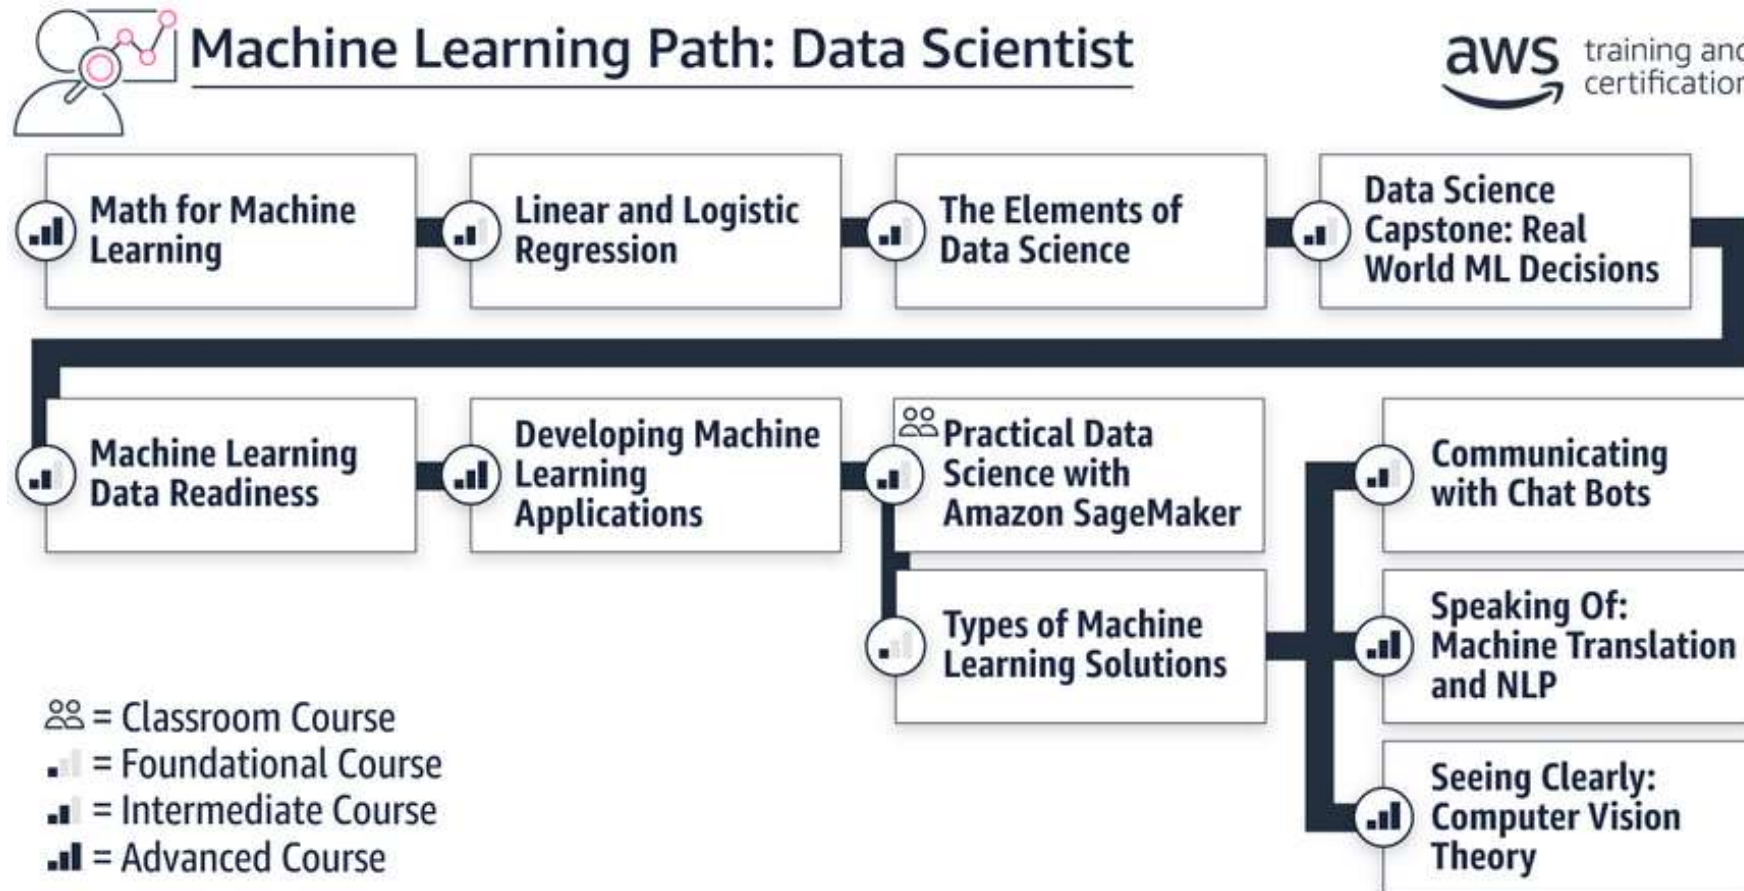 Machine Learning Path: Data Scientist
aws
training and
certification
Math for Machine
Learning
Linear and Logistic
Regression
The Elements of
Data Science
Data Science
Capstone: Real
World ML Decisions
Machine Learning
Data Readiness
Developing Machine
Learning
Applications
Practical Data
Science with
Amazon SageMaker
Communicating
with Chat Bots
Types of Machine
Learning Solutions
Speaking Of:
Machine Translation
and NLP
Seeing Clearly:
Computer Vision
Theory
= Classroom Course
= Foundational Course
= Intermediate Course
= Advanced Course